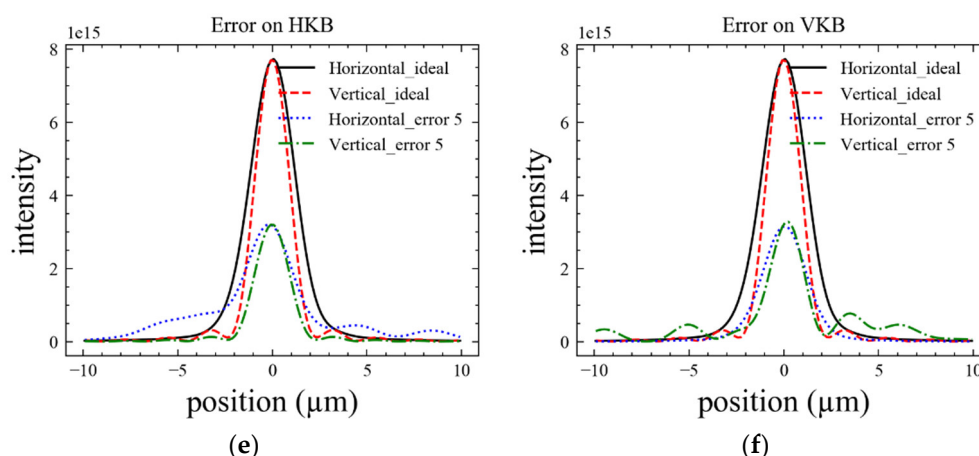 Error on HKB
1e15
8
6
4
2
0
intensity
Horizontal_ideal
Vertical_ideal
Horizontal_error 5
Vertical_error 5
−10
−5
0
5
10
position (μm)
(e)
Error on VKB
1e15
8
6
4
2
0
intensity
Horizontal_ideal
Vertical_ideal
Horizontal_error 5
Vertical_error 5
−10
−5
0
5
10
position (μm)
(f)